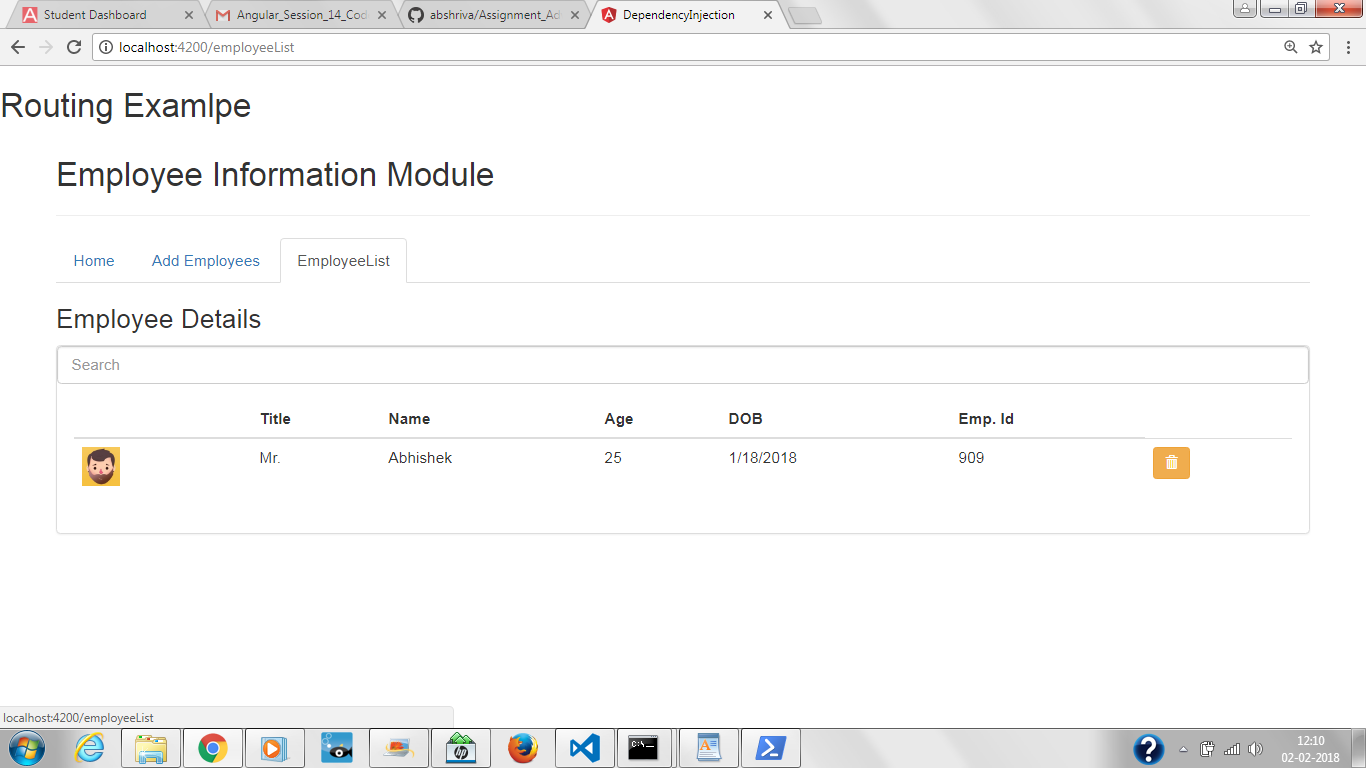 Student Dashboard
Angular_Session_14_Cod
abshriva/Assignment_Ad
DependencyInjection
localhost:4200/employeeList
Routing Examlpe
Employee Information Module
Home Add Employees EmployeeList
Employee Details
Search
Title Name Age DOB Emp. Id
Mr. Abhishek 25 1/18/2018 909
localhost:4200/employeeList
12:10
02-02-2018